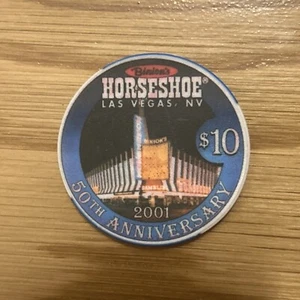 Binion's
HORSESHOE®
LAS VEGAS, NV
$10
2001
50TH ANNIVERSARY